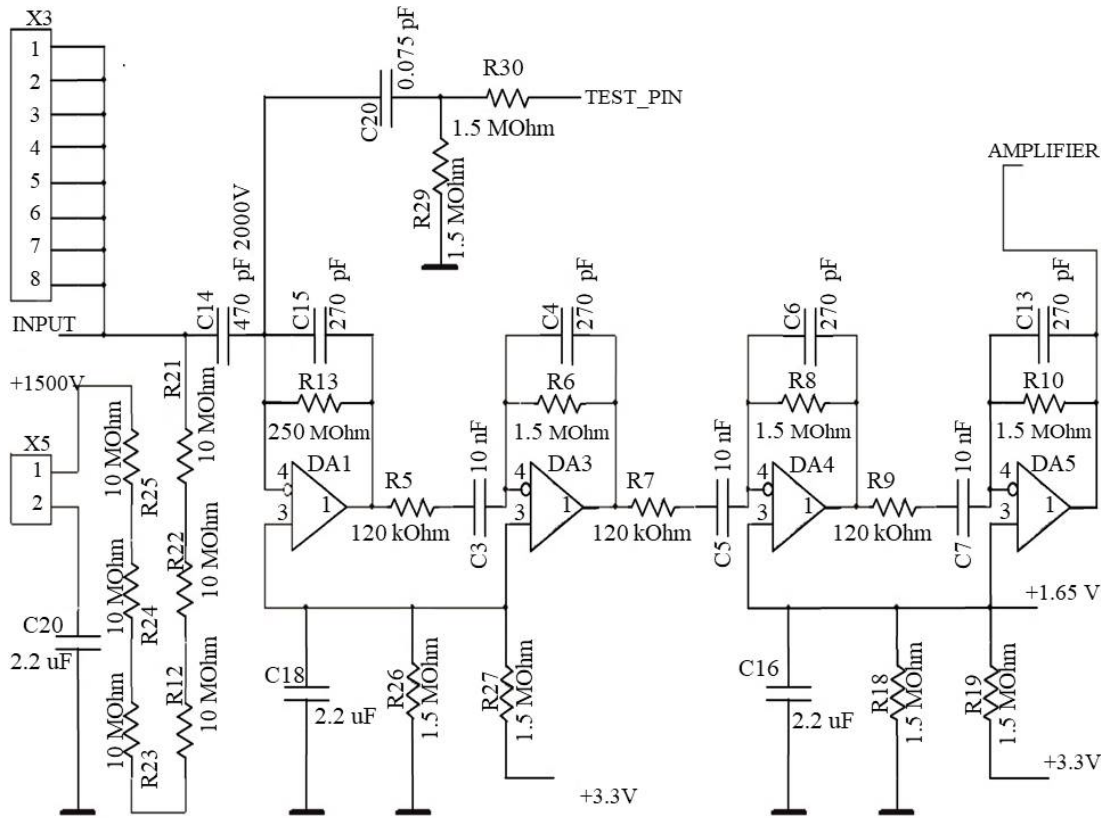 X3
1
2
3
4
5
6
7
8
INPUT
C20
0.075 pF
R30
TEST_PIN
1.5 MOhm
R29
1.5 MOhm
AMPLIFIER
C14
470 pF 2000V
C15
270 pF
C4
270 pF
C6
270 pF
C13
270 pF
+1500V
R21
10 MOhm
R13
250 MOhm
R6
1.5 MOhm
R8
1.5 MOhm
R10
1.5 MOhm
X5
1
2
10 MOhm
R25
DA1
4
3
1
R5
120 kOhm
10 nF
C3
DA3
4
3
1
R7
120 kOhm
10 nF
C5
DA4
4
3
1
R9
120 kOhm
10 nF
C7
DA5
4
3
1
10 MOhm
R24
R22
10 MOhm
C20
2.2 uF
10 MOhm
R23
R12
10 MOhm
C18
2.2 uF
R26
1.5 MOhm
R27
1.5 MOhm
+3.3V
C16
2.2 uF
R18
1.5 MOhm
R19
1.5 MOhm
+1.65 V
+3.3V